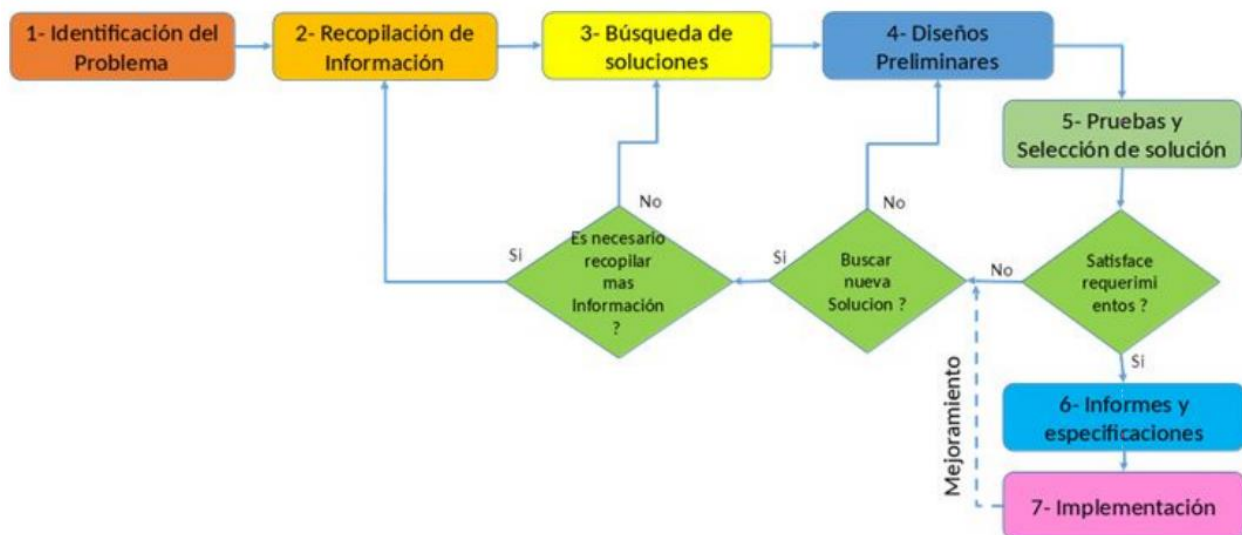 1- Identificación del
Problema
2- Recopilación de
Información
3- Búsqueda de
soluciones
4- Diseños
Preliminares
5- Pruebas y
Selección de solución
No
No
Si
Es necesario
recopilar
mas
Información
?
Si
Buscar
nueva
Solucion ?
No
Satisface
requerimi
entos ?
Si
Mejoramiento
6- Informes y
especificaciones
7- Implementación